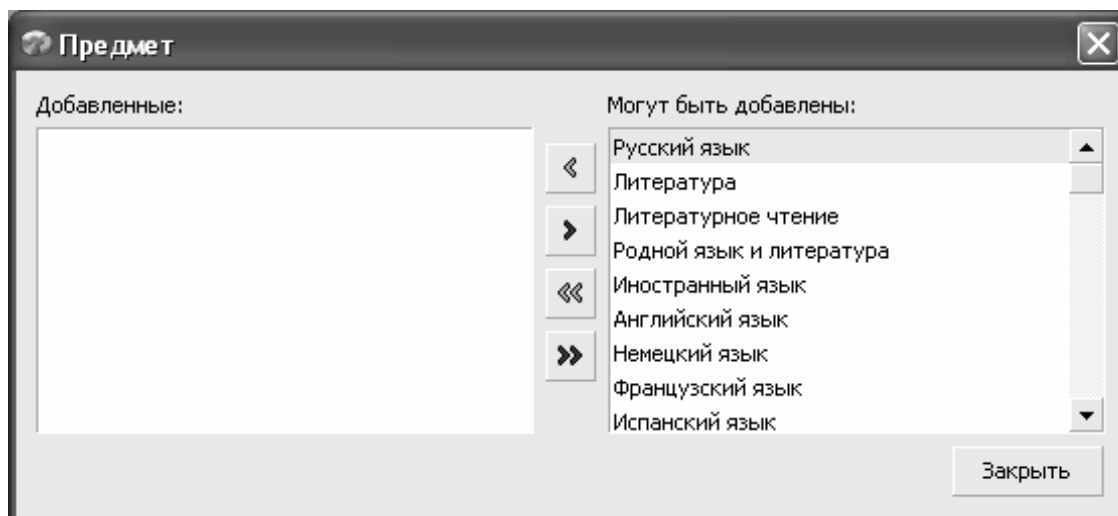 Предмет
Добавленные:
Могут быть добавлены:
Русский язык
Литература
Литературное чтение
Родной язык и литература
Иностранный язык
Английский язык
Немецкий язык
Французский язык
Испанский язык
Закрыть